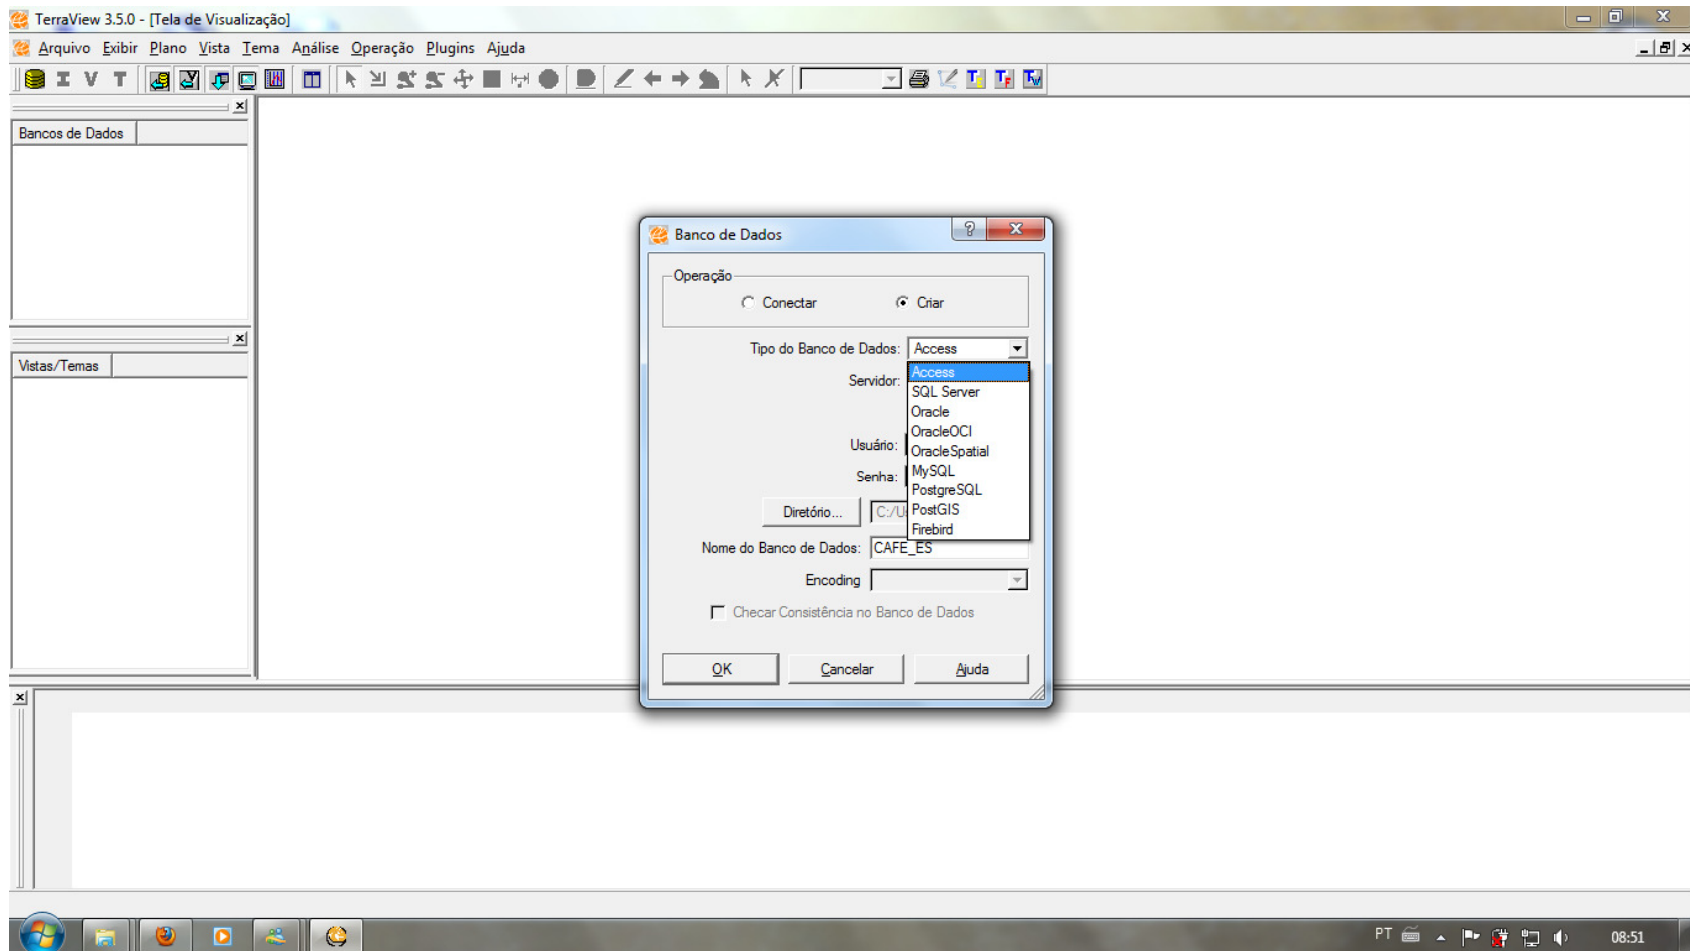 TerraView 3.5.0 - [Tela de Visualização]
Arquivo Exibir Plano Vista Tema Análise Operação Plugins Ajuda
I V T
Bancos de Dados
Vistas/Temas
Banco de Dados
Operação
Conectar Criar
Tipo do Banco de Dados: Access
Access
Servidor:
SQL Server
Oracle
OracleOCI
Usuário:
OracleSpatial
MySQL
Senha:
PostgreSQL
Diretório... C:/U
PostGIS
Firebird
Nome do Banco de Dados: CAFE_ES
Encoding
Checar Consistência no Banco de Dados
OK Cancelar Ajuda
PT 08:51